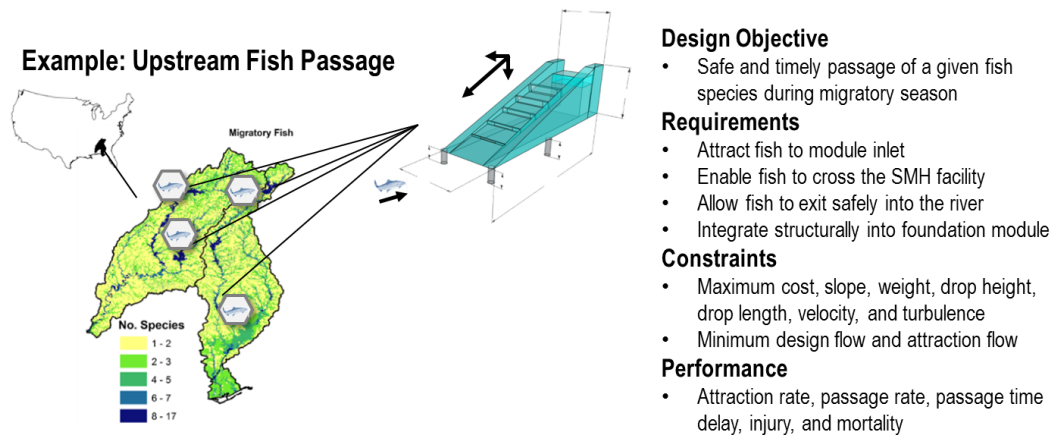 Example: Upstream Fish Passage
Migratory Fish
No. Species
1 - 2
2 - 3
4 - 5
6 - 7
8 - 17
Design Objective
• Safe and timely passage of a given fish
species during migratory season
Requirements
• Attract fish to module inlet
• Enable fish to cross the SMH facility
• Allow fish to exit safely into the river
• Integrate structurally into foundation module
Constraints
• Maximum cost, slope, weight, drop height,
drop length, velocity, and turbulence
• Minimum design flow and attraction flow
Performance
• Attraction rate, passage rate, passage time
delay, injury, and mortality